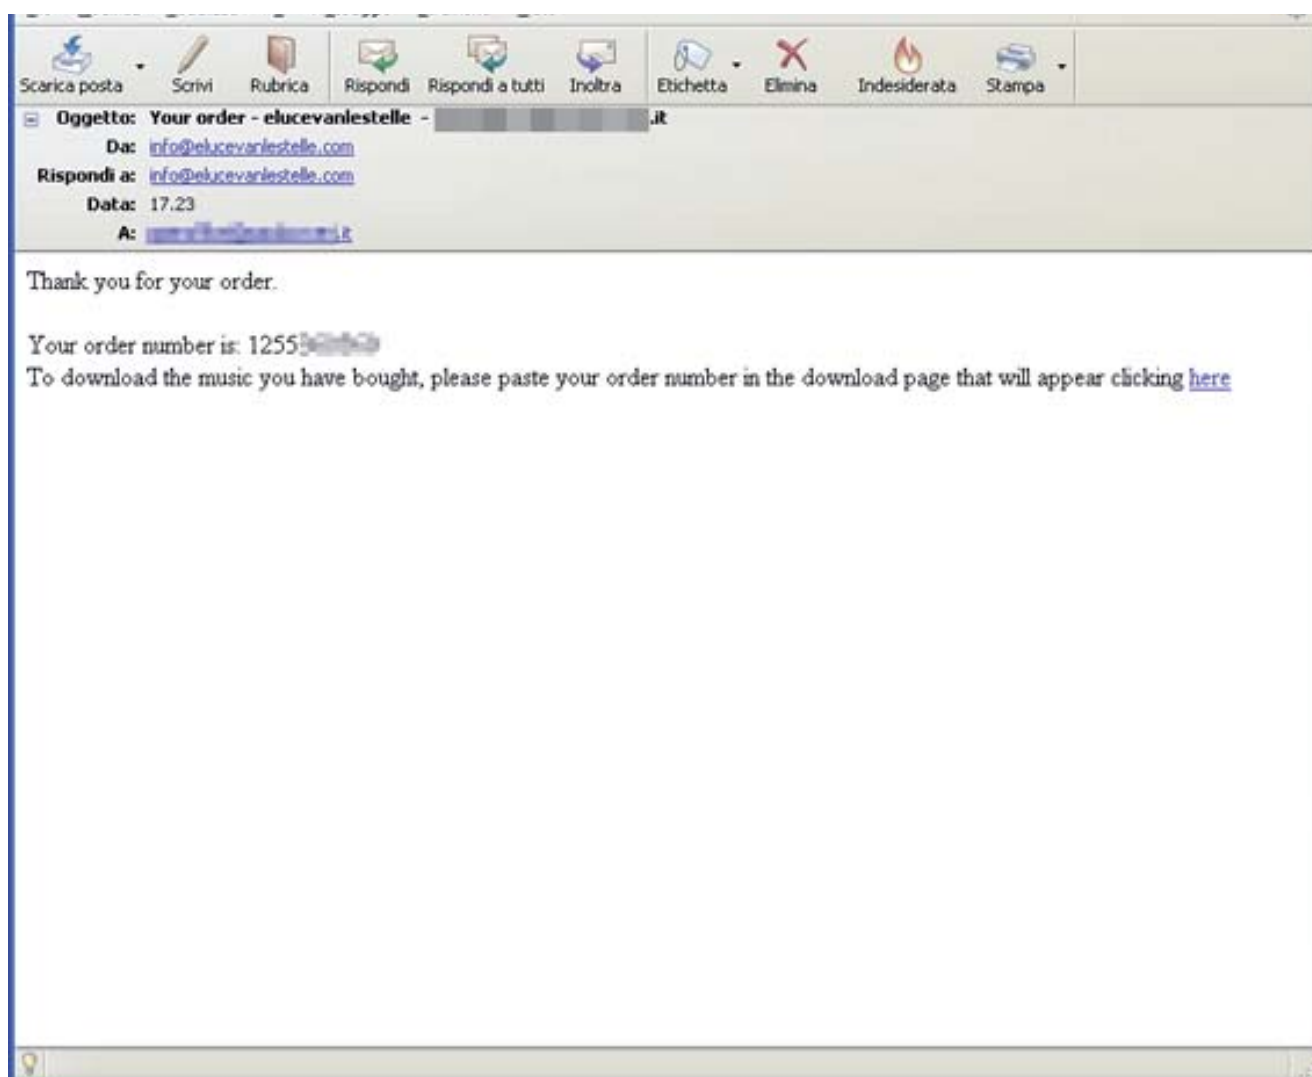 Scarica posta Scrivi Rubrica Rispondi Rispondi a tutti Inoltra Etichetta Elimina Indesiderata Stampa
Oggetto: Your order - elucevanlestelle - .it
Da: info@elucevanlestelle.com
Rispondi a: info@elucevanlestelle.com
Data: 17.23
A: .it
Thank you for your order.
Your order number is: 1255
To download the music you have bought, please paste your order number in the download page that will appear clicking here